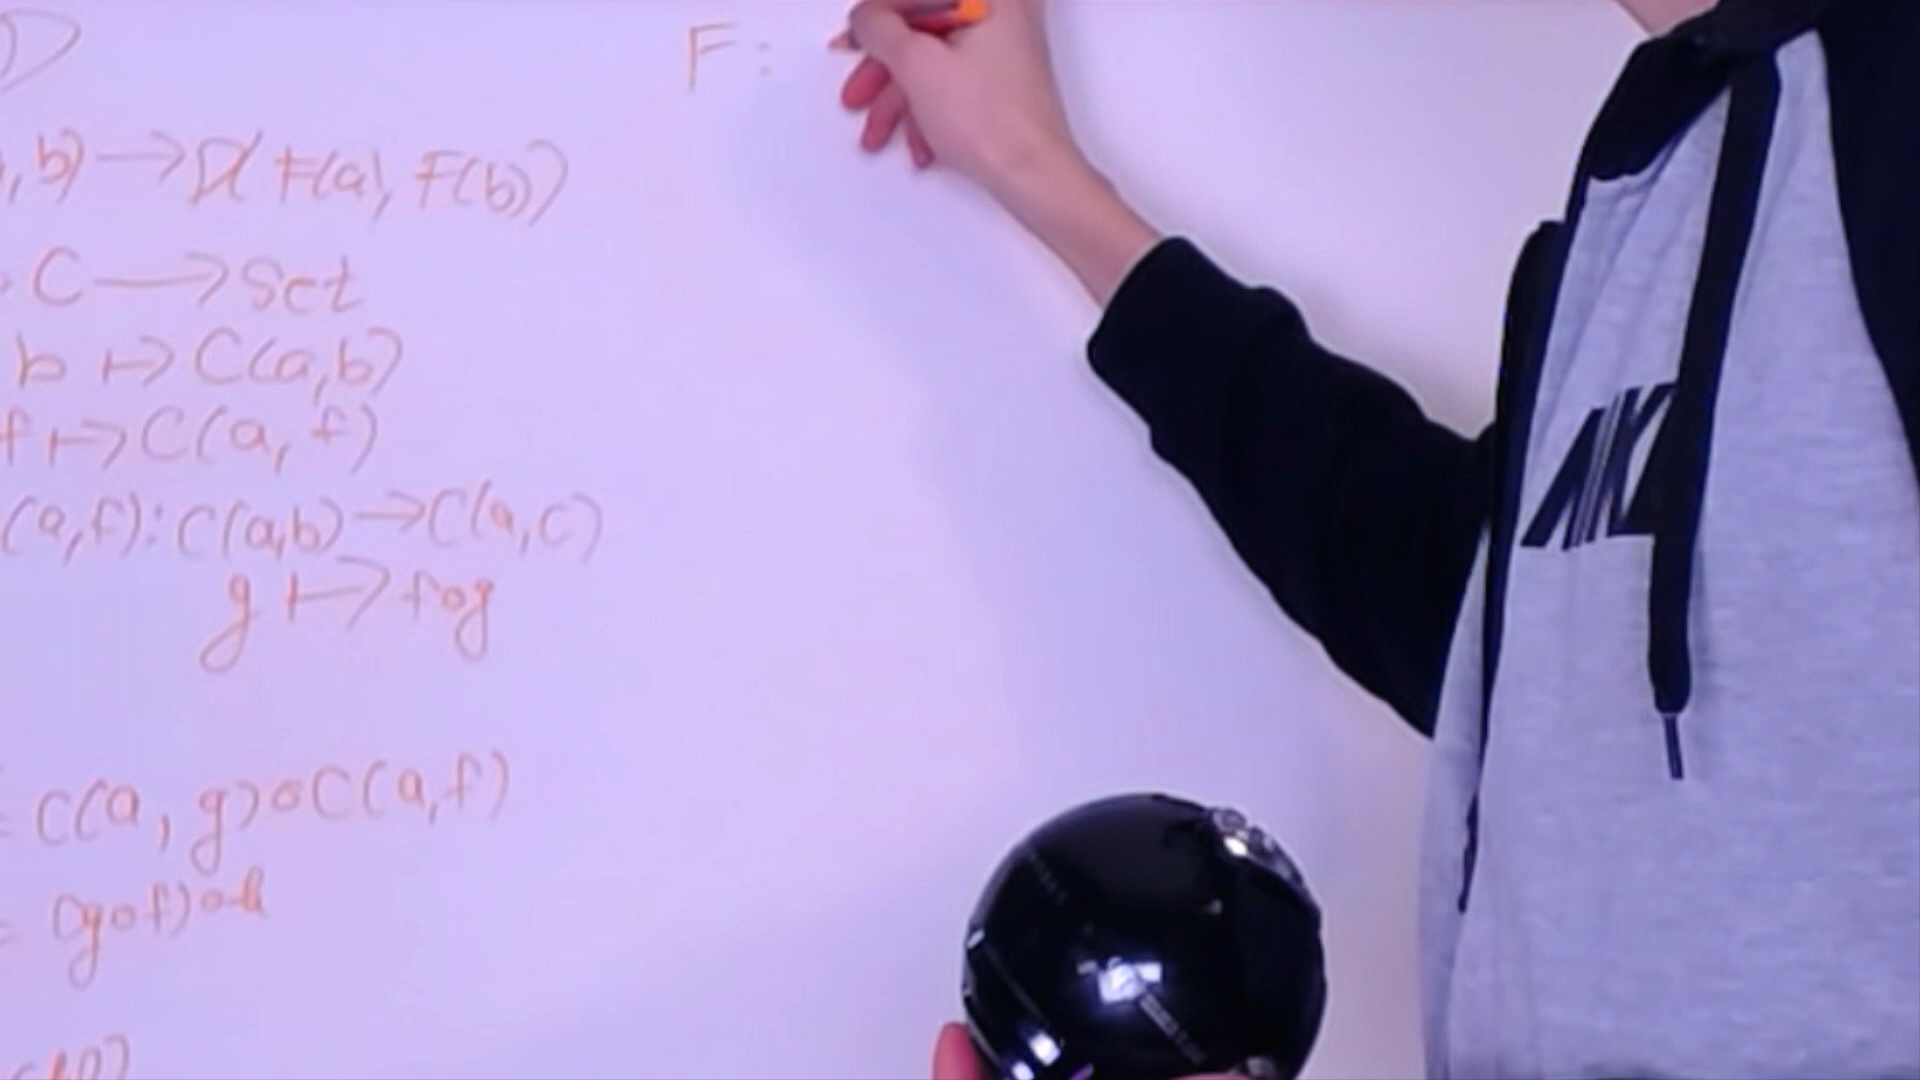 F:
, b) → D(F(a), F(b))
C → Set
b ↦ C(a,b)
f ↦ C(a, f)
(a,f): C(a,b) → C(a,c)
g ↦ f∘g
= C(a, g)∘C(a,f)
= (g∘f)∘h